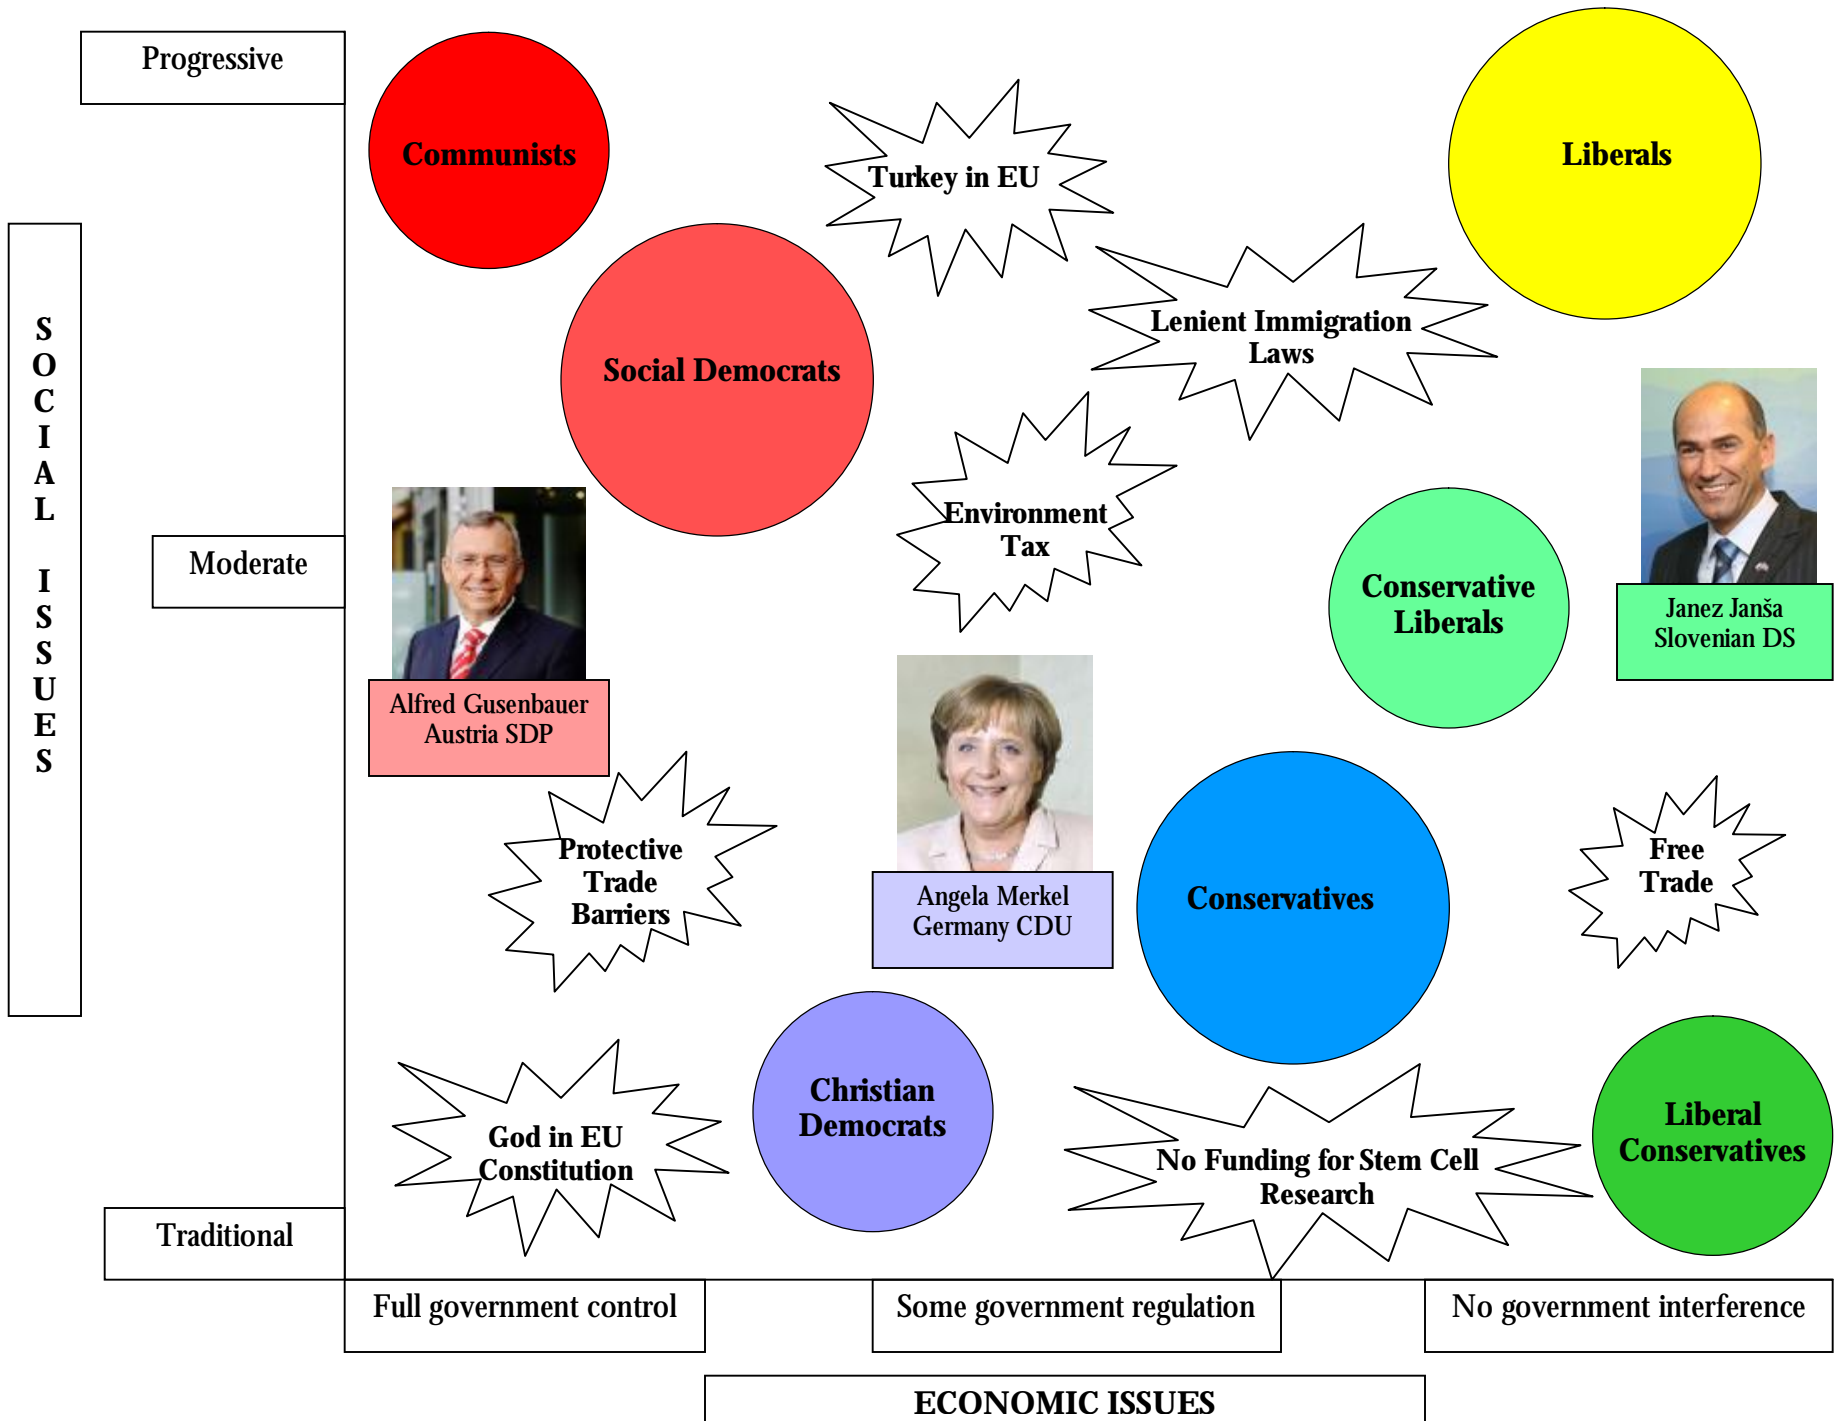 Progressive
Communists
Turkey in EU
Liberals
SOCIAL ISSUES
Social Democrats
Lenient Immigration
Laws
Environment
Tax
Moderate
Conservative
Liberals
Janez Janša
Slovenian DS
Alfred Gusenbauer
Austria SDP
Protective
Trade
Barriers
Angela Merkel
Germany CDU
Conservatives
Free
Trade
God in EU
Constitution
Christian
Democrats
No Funding for Stem Cell
Research
Liberal
Conservatives
Traditional
Full government control
Some government regulation
No government interference
ECONOMIC ISSUES